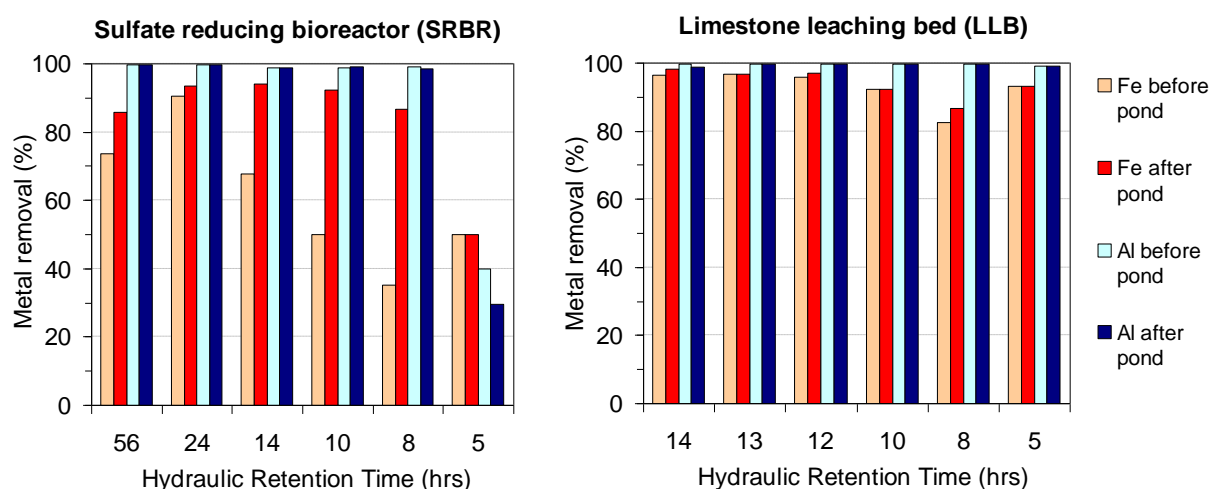 Sulfate reducing bioreactor (SRBR)
Metal removal (%)
100
80
60
40
20
0
56 24 14 10 8 5
Hydraulic Retention Time (hrs)
Limestone leaching bed (LLB)
Metal removal (%)
100
80
60
40
20
0
14 13 12 10 8 5
Hydraulic Retention Time (hrs)
Fe before
pond
Fe after
pond
Al before
pond
Al after
pond